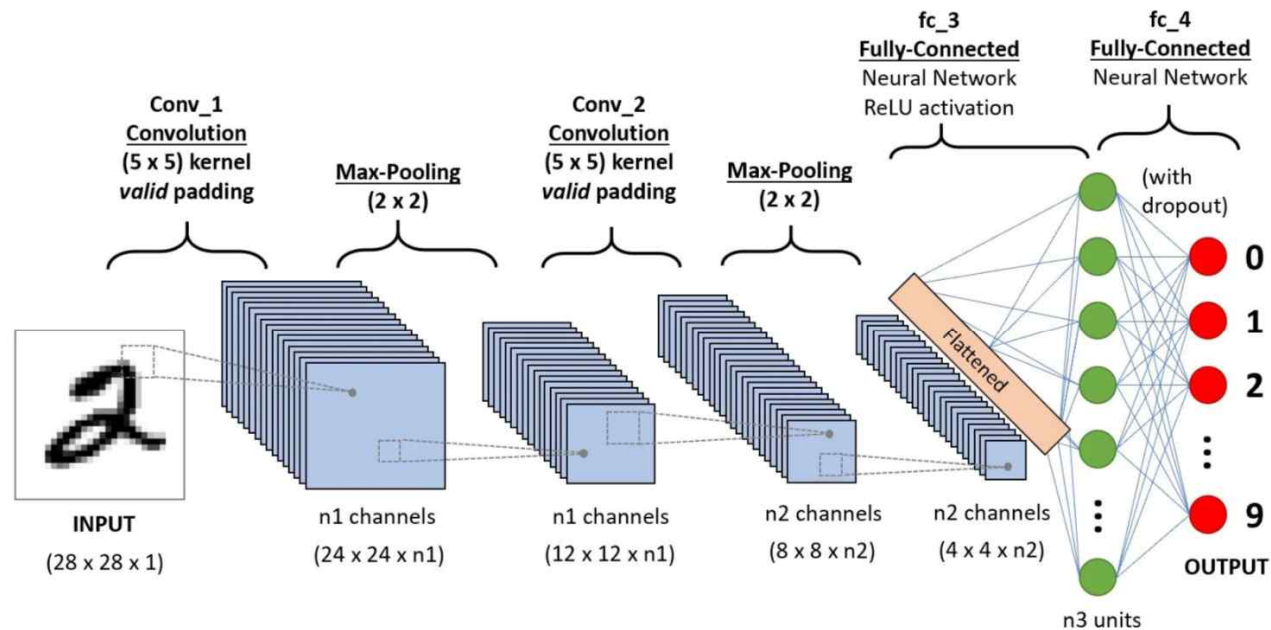 Conv_1
Convolution
(5 x 5) kernel
valid padding
Max-Pooling
(2 x 2)
Conv_2
Convolution
(5 x 5) kernel
valid padding
Max-Pooling
(2 x 2)
fc_3
Fully-Connected
Neural Network
ReLU activation
fc_4
Fully-Connected
Neural Network
(with
dropout)
Flattened
0
1
2
9
OUTPUT
2
INPUT
(28 x 28 x 1)
n1 channels
(24 x 24 x n1)
n1 channels
(12 x 12 x n1)
n2 channels
(8 x 8 x n2)
n2 channels
(4 x 4 x n2)
n3 units